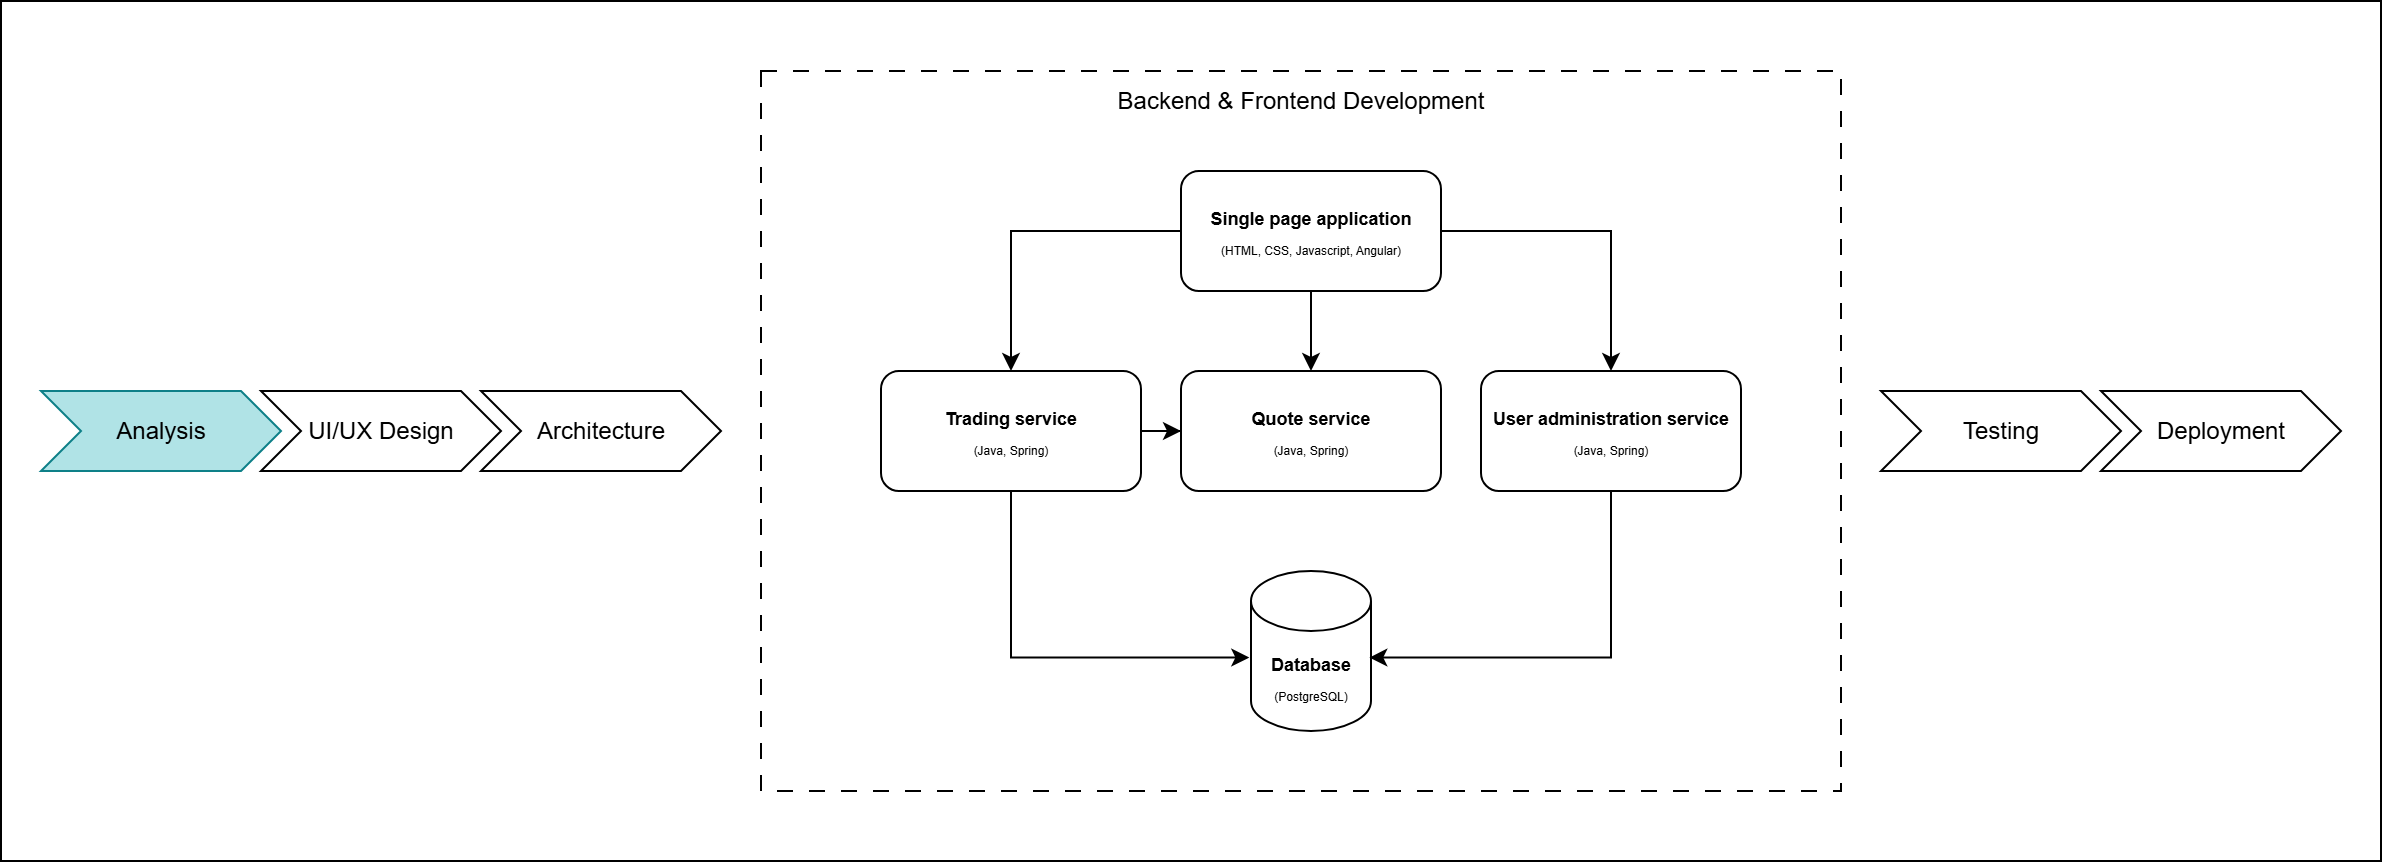 Backend & Frontend Development
Single page application
(HTML, CSS, Javascript, Angular)
Analysis
UI/UX Design
Architecture
Trading service
(Java, Spring)
Quote service
(Java, Spring)
User administration service
(Java, Spring)
Testing
Deployment
Database
(PostgreSQL)